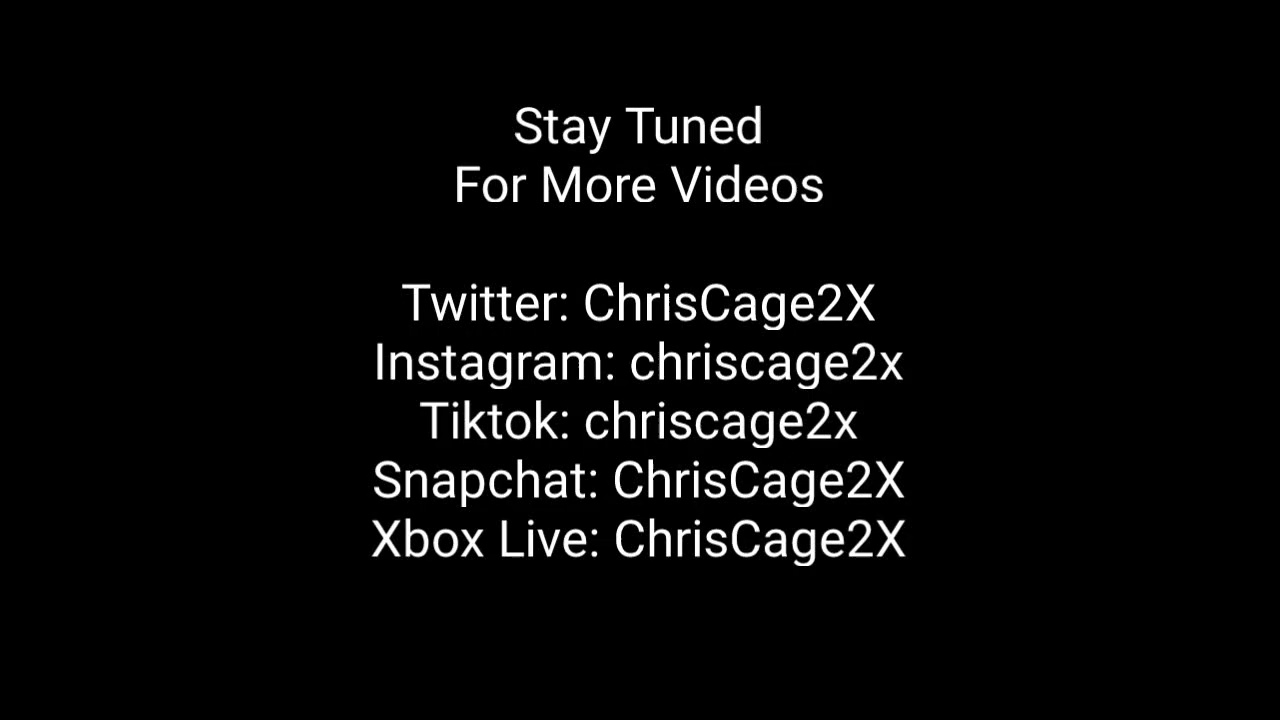 Stay Tuned
For More Videos
Twitter: ChrisCage2X
Instagram: chriscage2x
Tiktok: chriscage2x
Snapchat: ChrisCage2X
Xbox Live: ChrisCage2X